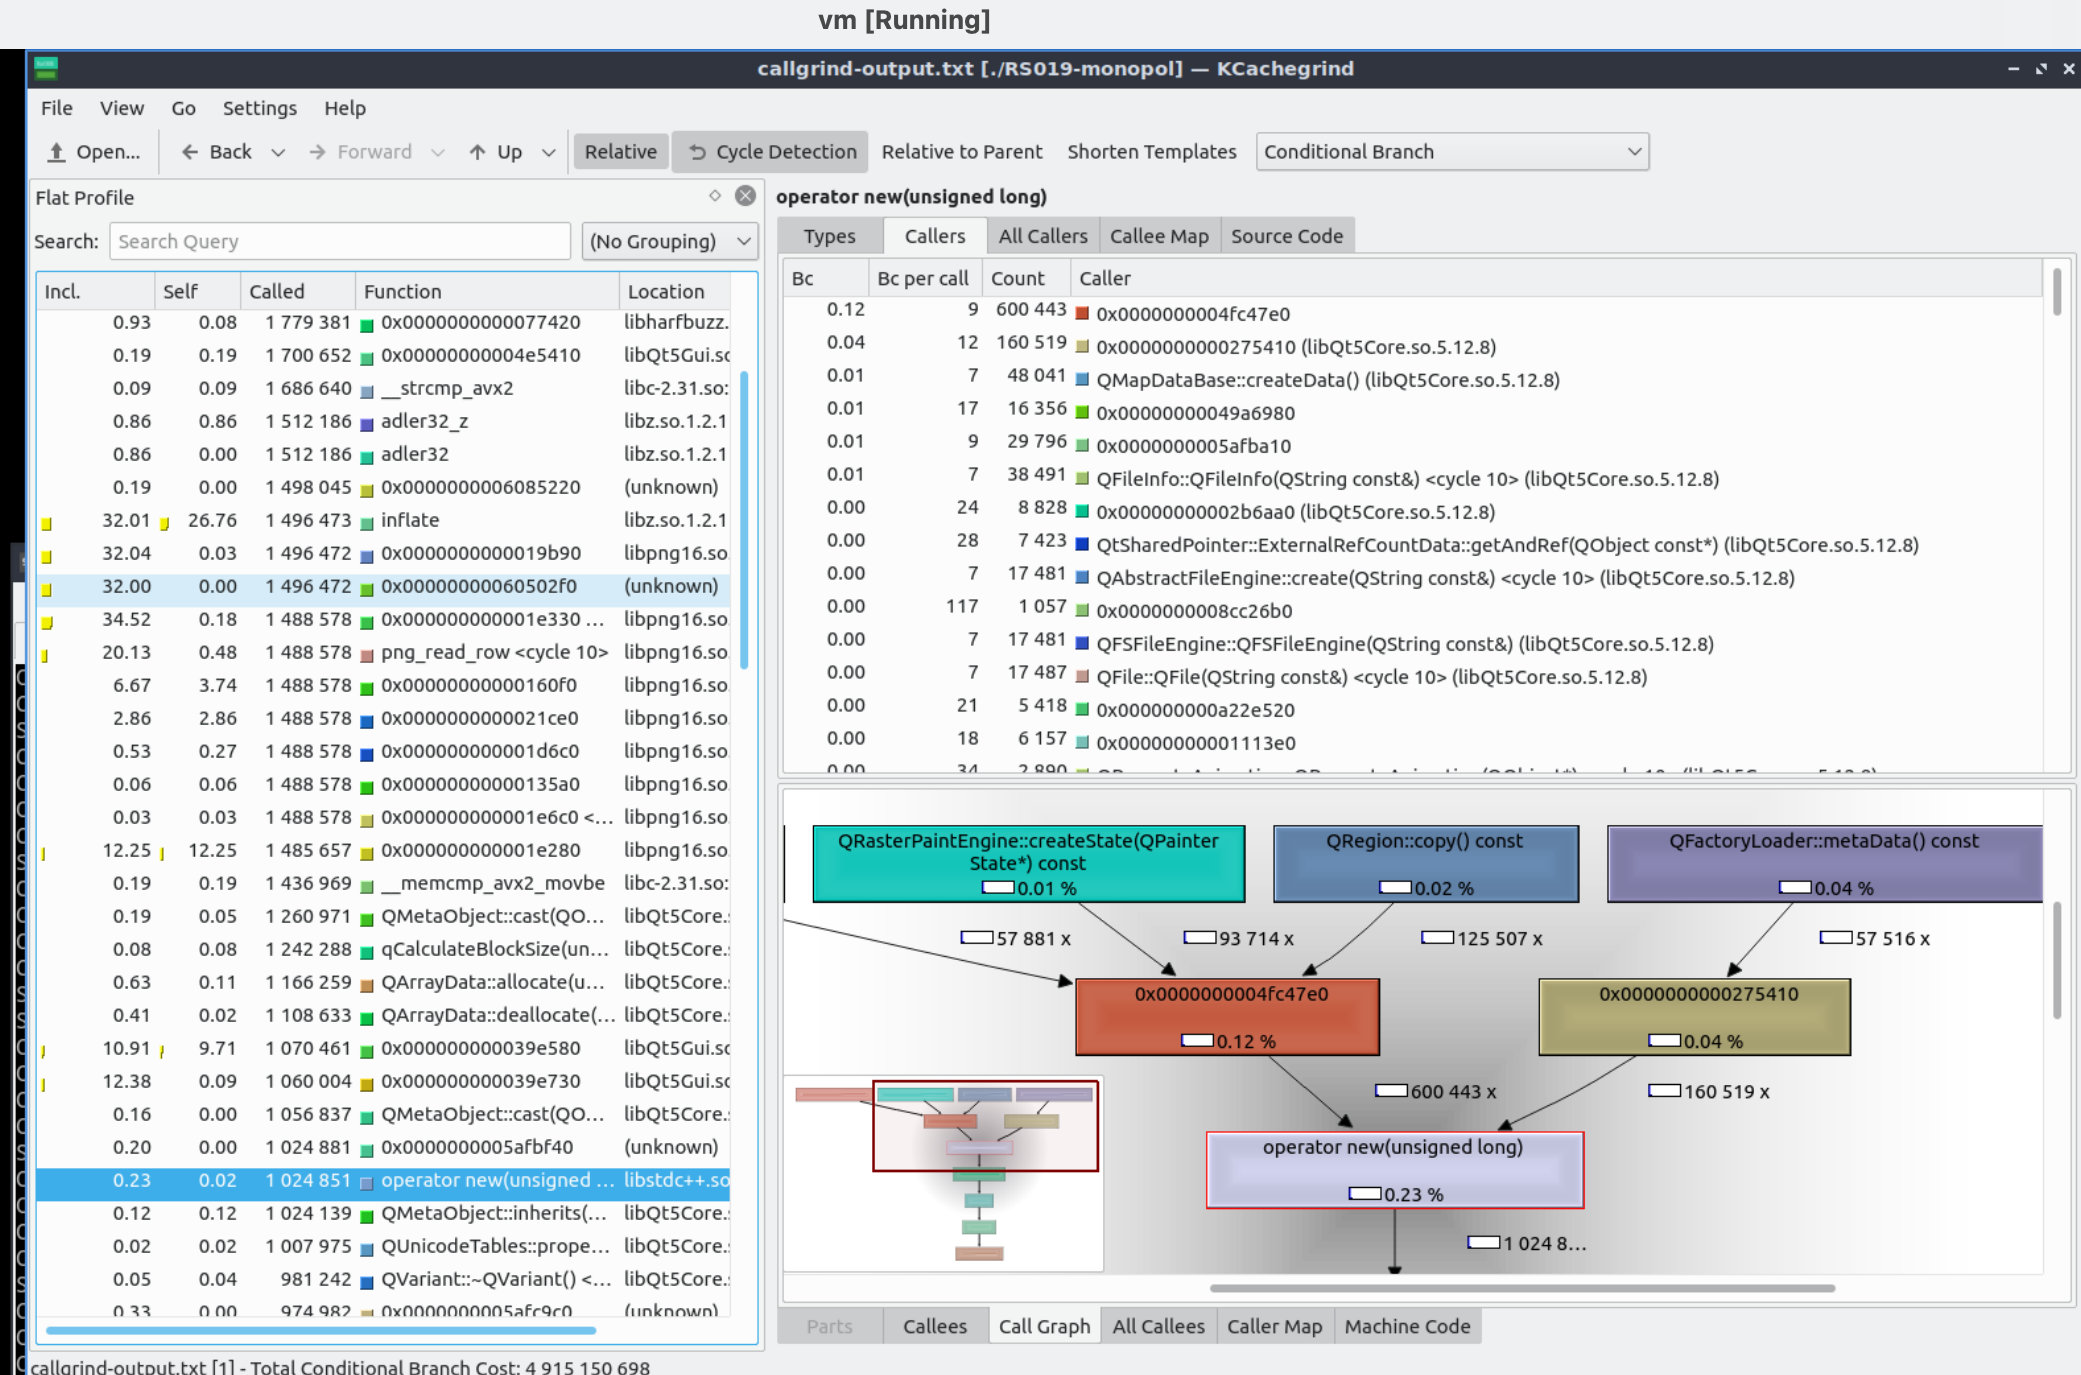 vm [Running]
callgrind-output.txt [./RS019-monopol] — KCachegrind
File View Go Settings Help
Open... Back Forward Up Relative Cycle Detection Relative to Parent Shorten Templates Conditional Branch
Flat Profile
Search: Search Query (No Grouping)
Incl. Self Called Function Location
0.93 0.08 1 779 381 0x0000000000077420 libharfbuzz.
0.19 0.19 1 700 652 0x00000000004e5410 libQt5Gui.so
0.09 0.09 1 686 640 __strcmp_avx2 libc-2.31.so:
0.86 0.86 1 512 186 adler32_z libz.so.1.2.1
0.86 0.00 1 512 186 adler32 libz.so.1.2.1
0.19 0.00 1 498 045 0x0000000006085220 (unknown)
32.01 26.76 1 496 473 inflate libz.so.1.2.1
32.04 0.03 1 496 472 0x0000000000019b90 libpng16.so
32.00 0.00 1 496 472 0x00000000060502f0 (unknown)
34.52 0.18 1 488 578 0x000000000001e330 ... libpng16.so
20.13 0.48 1 488 578 png_read_row <cycle 10> libpng16.so
6.67 3.74 1 488 578 0x00000000000160f0 libpng16.so
2.86 2.86 1 488 578 0x0000000000021ce0 libpng16.so
0.53 0.27 1 488 578 0x000000000001d6c0 libpng16.so
0.06 0.06 1 488 578 0x00000000000135a0 libpng16.so
0.03 0.03 1 488 578 0x000000000001e6c0 <... libpng16.so
12.25 12.25 1 485 657 0x000000000001e280 libpng16.so
0.19 0.19 1 436 969 __memcmp_avx2_movbe libc-2.31.so:
0.19 0.05 1 260 971 QMetaObject::cast(QO... libQt5Core.
0.08 0.08 1 242 288 qCalculateBlockSize(un... libQt5Core.
0.63 0.11 1 166 259 QArrayData::allocate(u... libQt5Core.
0.41 0.02 1 108 633 QArrayData::deallocate(... libQt5Core.
10.91 9.71 1 070 461 0x000000000039e580 libQt5Gui.so
12.38 0.09 1 060 004 0x000000000039e730 libQt5Gui.so
0.16 0.00 1 056 837 QMetaObject::cast(QO... libQt5Core.
0.20 0.00 1 024 881 0x0000000005afbf40 (unknown)
0.23 0.02 1 024 851 operator new(unsigned ... libstdc++.so
0.12 0.12 1 024 139 QMetaObject::inherits(... libQt5Core.
0.02 0.02 1 007 975 QUnicodeTables::prope... libQt5Core.
0.05 0.04 981 242 QVariant::~QVariant() <... libQt5Core.
0.33 0.00 974 982 0x0000000005afc9c0 (unknown)
callgrind-output.txt [1] - Total Conditional Branch Cost: 4 915 150 698
operator new(unsigned long)
Types Callers All Callers Callee Map Source Code
Bc Bc per call Count Caller
0.12 9 600 443 0x0000000004fc47e0
0.04 12 160 519 0x0000000000275410 (libQt5Core.so.5.12.8)
0.01 7 48 041 QMapDataBase::createData() (libQt5Core.so.5.12.8)
0.01 17 16 356 0x00000000049a6980
0.01 9 29 796 0x0000000005afba10
0.01 7 38 491 QFileInfo::QFileInfo(QString const&) <cycle 10> (libQt5Core.so.5.12.8)
0.00 24 8 828 0x00000000002b6aa0 (libQt5Core.so.5.12.8)
0.00 28 7 423 QtSharedPointer::ExternalRefCountData::getAndRef(QObject const*) (libQt5Core.so.5.12.8)
0.00 7 17 481 QAbstractFileEngine::create(QString const&) <cycle 10> (libQt5Core.so.5.12.8)
0.00 117 1 057 0x0000000008cc26b0
0.00 7 17 481 QFSFileEngine::QFSFileEngine(QString const&) (libQt5Core.so.5.12.8)
0.00 7 17 487 QFile::QFile(QString const&) <cycle 10> (libQt5Core.so.5.12.8)
0.00 21 5 418 0x000000000a22e520
0.00 18 6 157 0x00000000001113e0
0.00 34 2 890
QRasterPaintEngine::createState(QPainter
State*) const
0.01 %
QRegion::copy() const
0.02 %
QFactoryLoader::metaData() const
0.04 %
57 881 x 93 714 x 125 507 x 57 516 x
0x0000000004fc47e0
0.12 %
0x0000000000275410
0.04 %
600 443 x 160 519 x
operator new(unsigned long)
0.23 %
1 024 8...
Parts Callees Call Graph All Callees Caller Map Machine Code